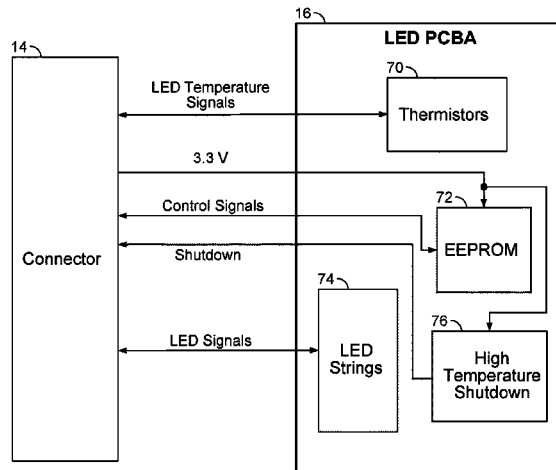 14
Connector
16
LED PCBA
LED Temperature
Signals
70
Thermistors
3.3 V
Control Signals
72
EEPROM
Shutdown
74
LED
Strings
LED Signals
76
High
Temperature
Shutdown